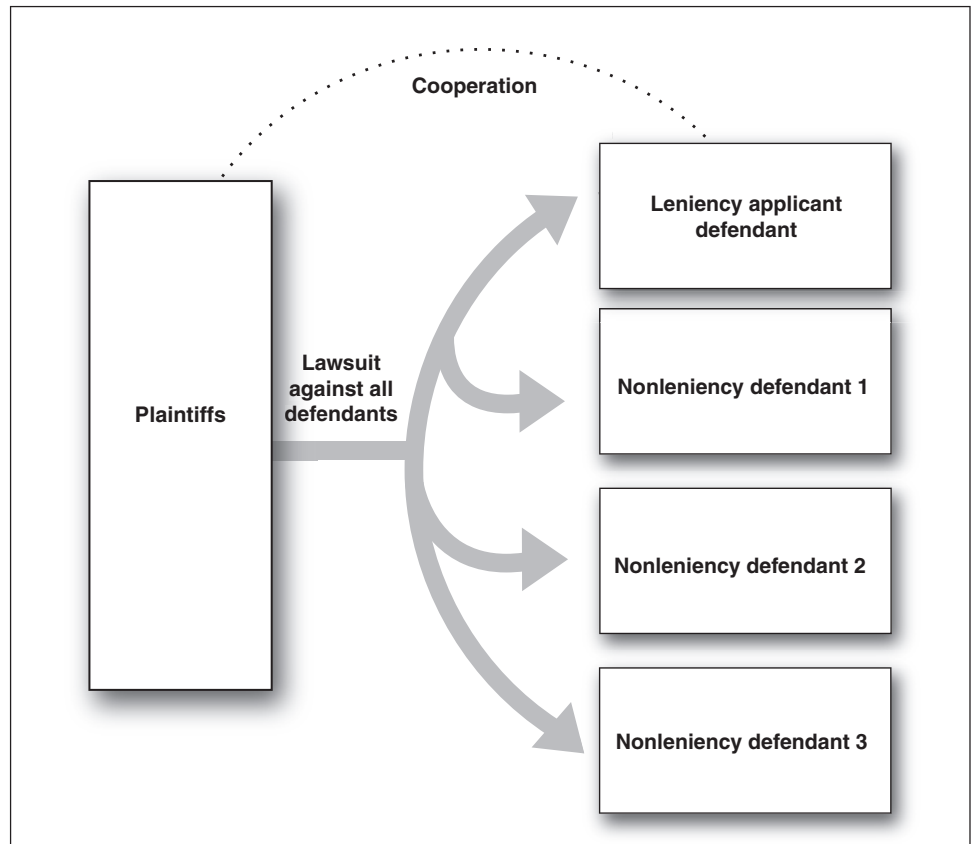 Cooperation
Leniency applicant
defendant
Lawsuit
against all
defendants
Plaintiffs
Nonleniency defendant 1
Nonleniency defendant 2
Nonleniency defendant 3